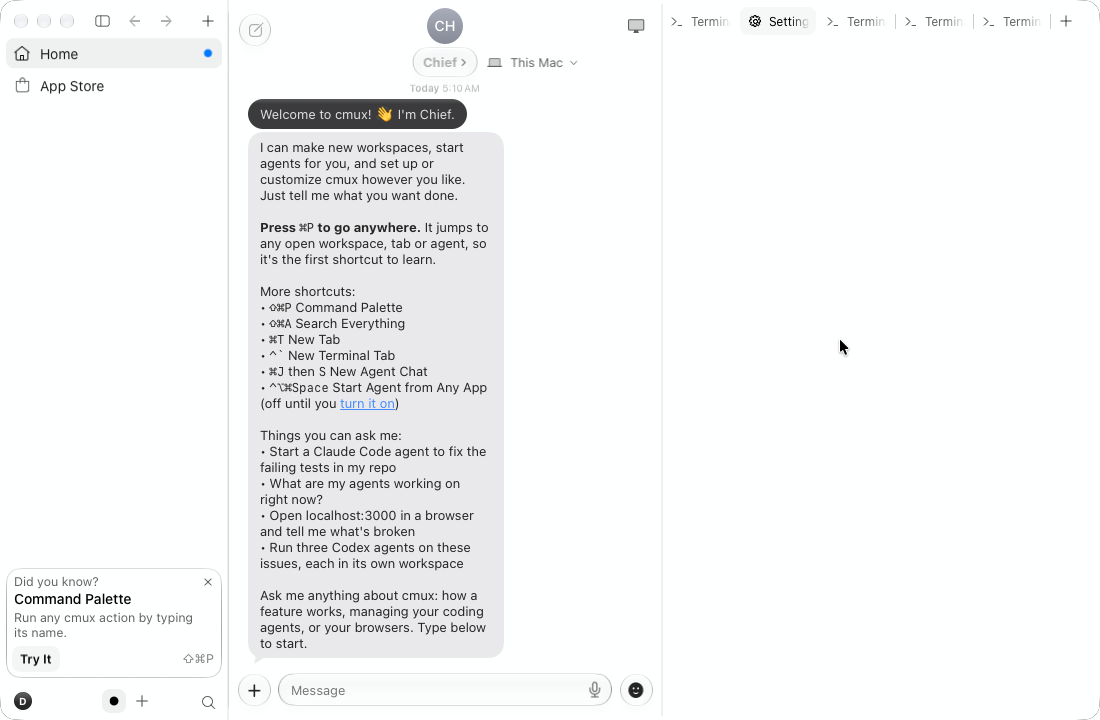 Home
App Store
Did you know?
Command Palette
Run any cmux action by typing
its name.
Try It
⇧⌘P
D
CH
Chief
This Mac
Today 5:10 AM
Welcome to cmux! 👋 I'm Chief.
I can make new workspaces, start
agents for you, and set up or
customize cmux however you like.
Just tell me what you want done.
Press ⌘P to go anywhere. It jumps to
any open workspace, tab or agent, so
it's the first shortcut to learn.
More shortcuts:
• ⇧⌘P Command Palette
• ⇧⌘A Search Everything
• ⌘T New Tab
• ^` New Terminal Tab
• ⌘J then S New Agent Chat
• ^⌥⌘Space Start Agent from Any App
(off until you turn it on)
Things you can ask me:
• Start a Claude Code agent to fix the
failing tests in my repo
• What are my agents working on
right now?
• Open localhost:3000 in a browser
and tell me what's broken
• Run three Codex agents on these
issues, each in its own workspace
Ask me anything about cmux: how a
feature works, managing your coding
agents, or your browsers. Type below
to start.
Message
Termin
Setting
Termin
Termin
Termin